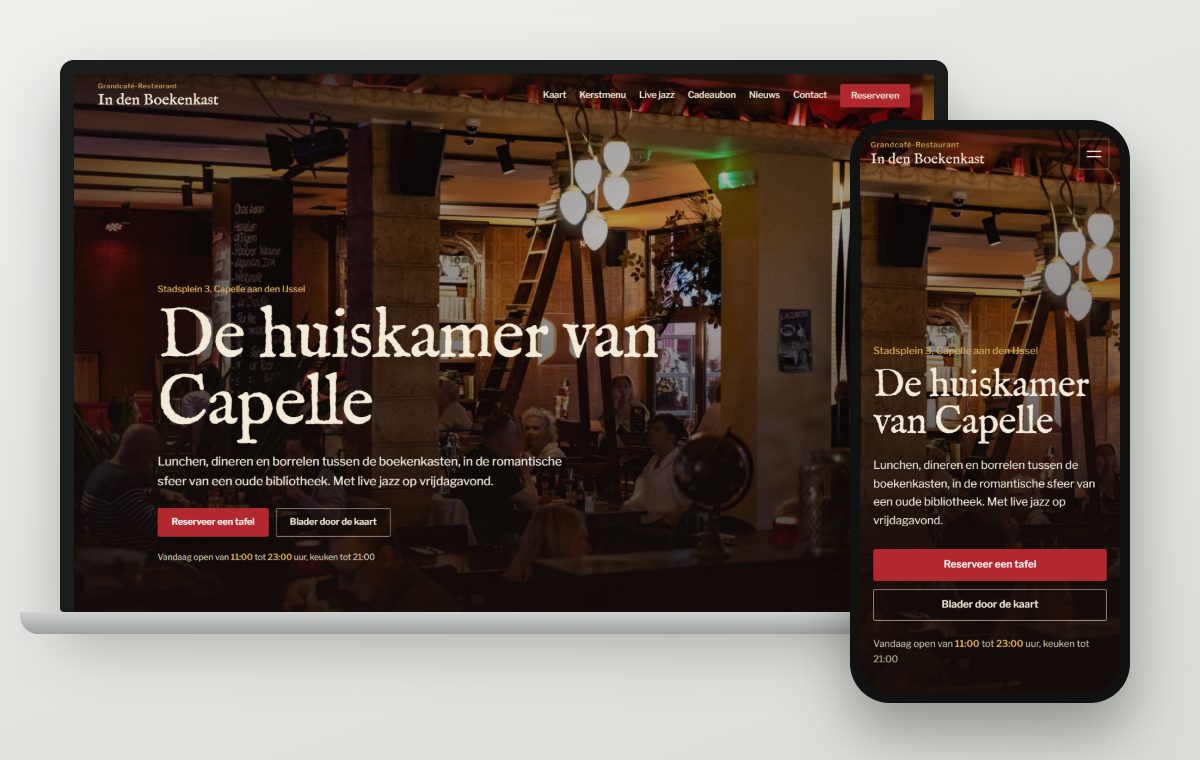 Grandcafé-Restaurant
In den Boekenkast
Kaart Kerstmenu Live jazz Cadeaubon Nieuws Contact Reserveren
Stadsplein 3, Capelle aan den IJssel
De huiskamer van
Capelle
Lunchen, dineren en borrelen tussen de boekenkasten, in de romantische
sfeer van een oude bibliotheek. Met live jazz op vrijdagavond.
Reserveer een tafel Blader door de kaart
Vandaag open van 11:00 tot 23:00 uur, keuken tot 21:00
LAGUNITAS
IPA
Grandcafé-Restaurant
In den Boekenkast
Stadsplein 3, Capelle aan den IJssel
De huiskamer
van Capelle
Lunchen, dineren en borrelen tussen de
boekenkasten, in de romantische sfeer van
een oude bibliotheek. Met live jazz op
vrijdagavond.
Reserveer een tafel
Blader door de kaart
Vandaag open van 11:00 tot 23:00 uur, keuken tot
21:00